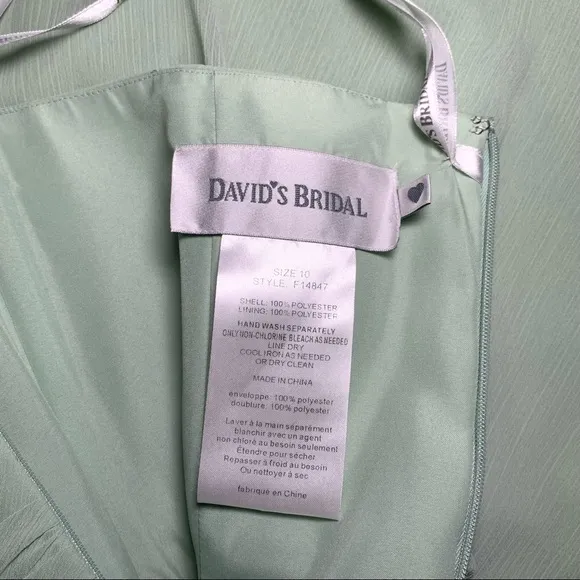 DAVID'S BRIDAL
SIZE 10
STYLE: F14847
SHELL: 100% POLYESTER
LINING: 100% POLYESTER
HAND WASH SEPARATELY
ONLY NON-CHLORINE BLEACH AS NEEDED
LINE DRY
COOL IRON AS NEEDED
OR DRY CLEAN
MADE IN CHINA
enveloppe: 100% polyester
doubture: 100% polyester
Laver à la main séparément
blanchir avec un agent
non chloré au besoin seulement
Étendre pour sécher
Repasser à froid au besoin
Ou nettoyer à sec
fabriqué en Chine